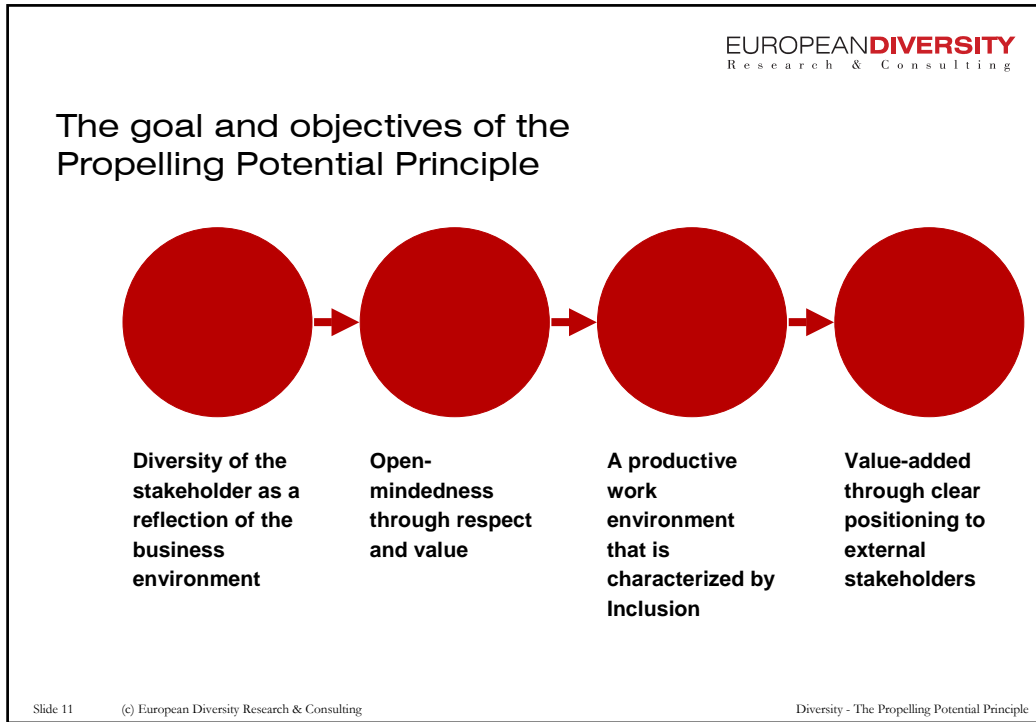 EUROPEANDIVERSITY
Research & Consulting
The goal and objectives of the
Propelling Potential Principle
Diversity of the
stakeholder as a
reflection of the
business
environment
Open-
mindedness
through respect
and value
A productive
work
environment
that is
characterized by
Inclusion
Value-added
through clear
positioning to
external
stakeholders
Slide 11 (c) European Diversity Research & Consulting Diversity - The Propelling Potential Principle